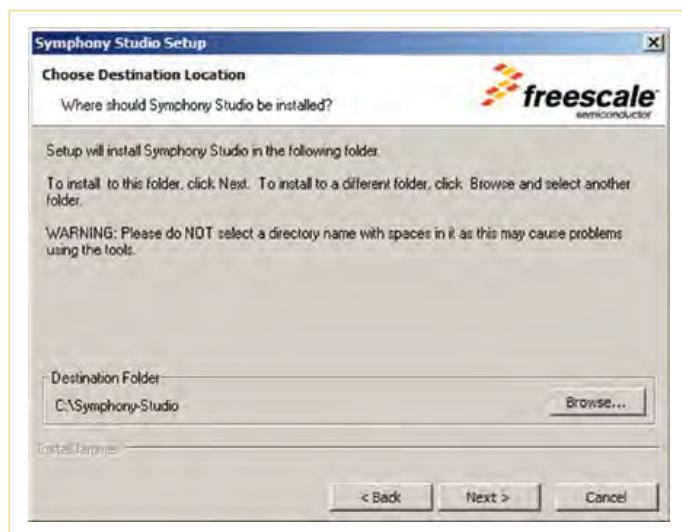 Symphony Studio Setup
Choose Destination Location
Where should Symphony Studio be installed?
freescale
semiconductor
Setup will install Symphony Studio in the following folder.
To install to this folder, click Next. To install to a different folder, click Browse and select another
folder.
WARNING: Please do NOT select a directory name with spaces in it as this may cause problems
using the tools.
Destination Folder
C:\Symphony-Studio
Browse...
InstallJammer
< Back
Next >
Cancel